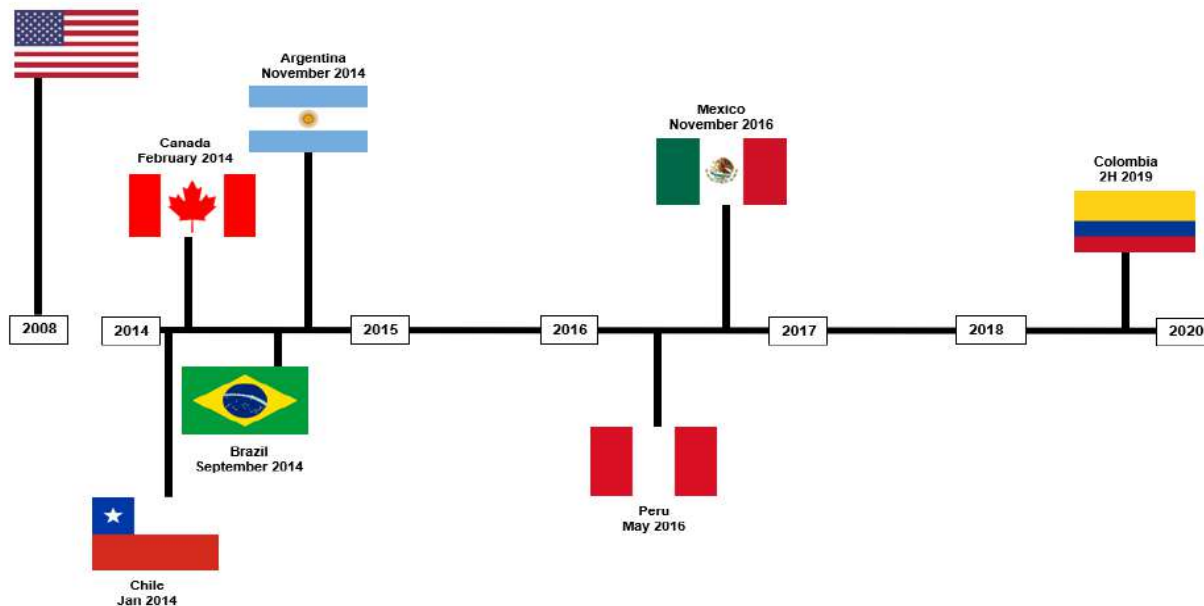 Argentina
November 2014
Canada
February 2014
Mexico
November 2016
Colombia
2H 2019
2008
2014
2015
2016
2017
2018
2020
Brazil
September 2014
Peru
May 2016
Chile
Jan 2014